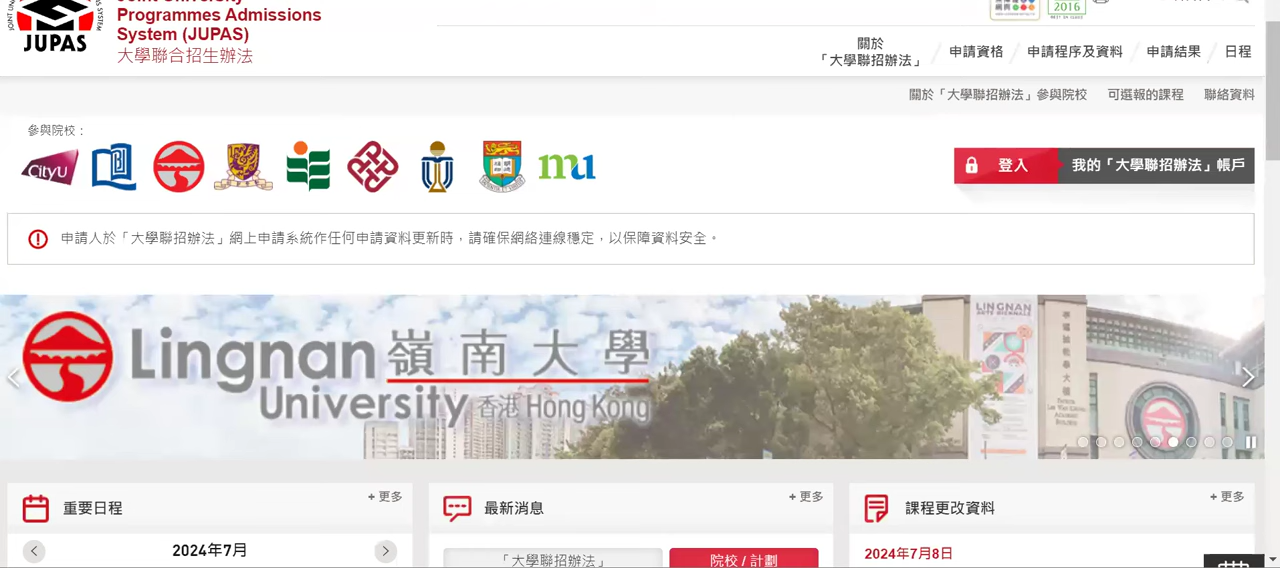 Programmes Admissions
System (JUPAS)
大學聯合招生辦法
JUPAS
2016
關於
「大學聯招辦法」
申請資格
申請程序及資料
申請結果
日程
關於「大學聯招辦法」參與院校
可選報的課程
聯絡資料
參與院校：
CityU
mu
登入
我的「大學聯招辦法」帳戶
申請人於「大學聯招辦法」網上申請系統作任何申請資料更新時，請確保網絡連線穩定，以保障資料安全。
Lingnan 嶺南大學
University 香港 Hong Kong
LINGNAN
重要日程
+ 更多
最新消息
+ 更多
課程更改資料
+ 更多
2024年7月
「大學聯招辦法」
院校 / 計劃
2024年7月8日